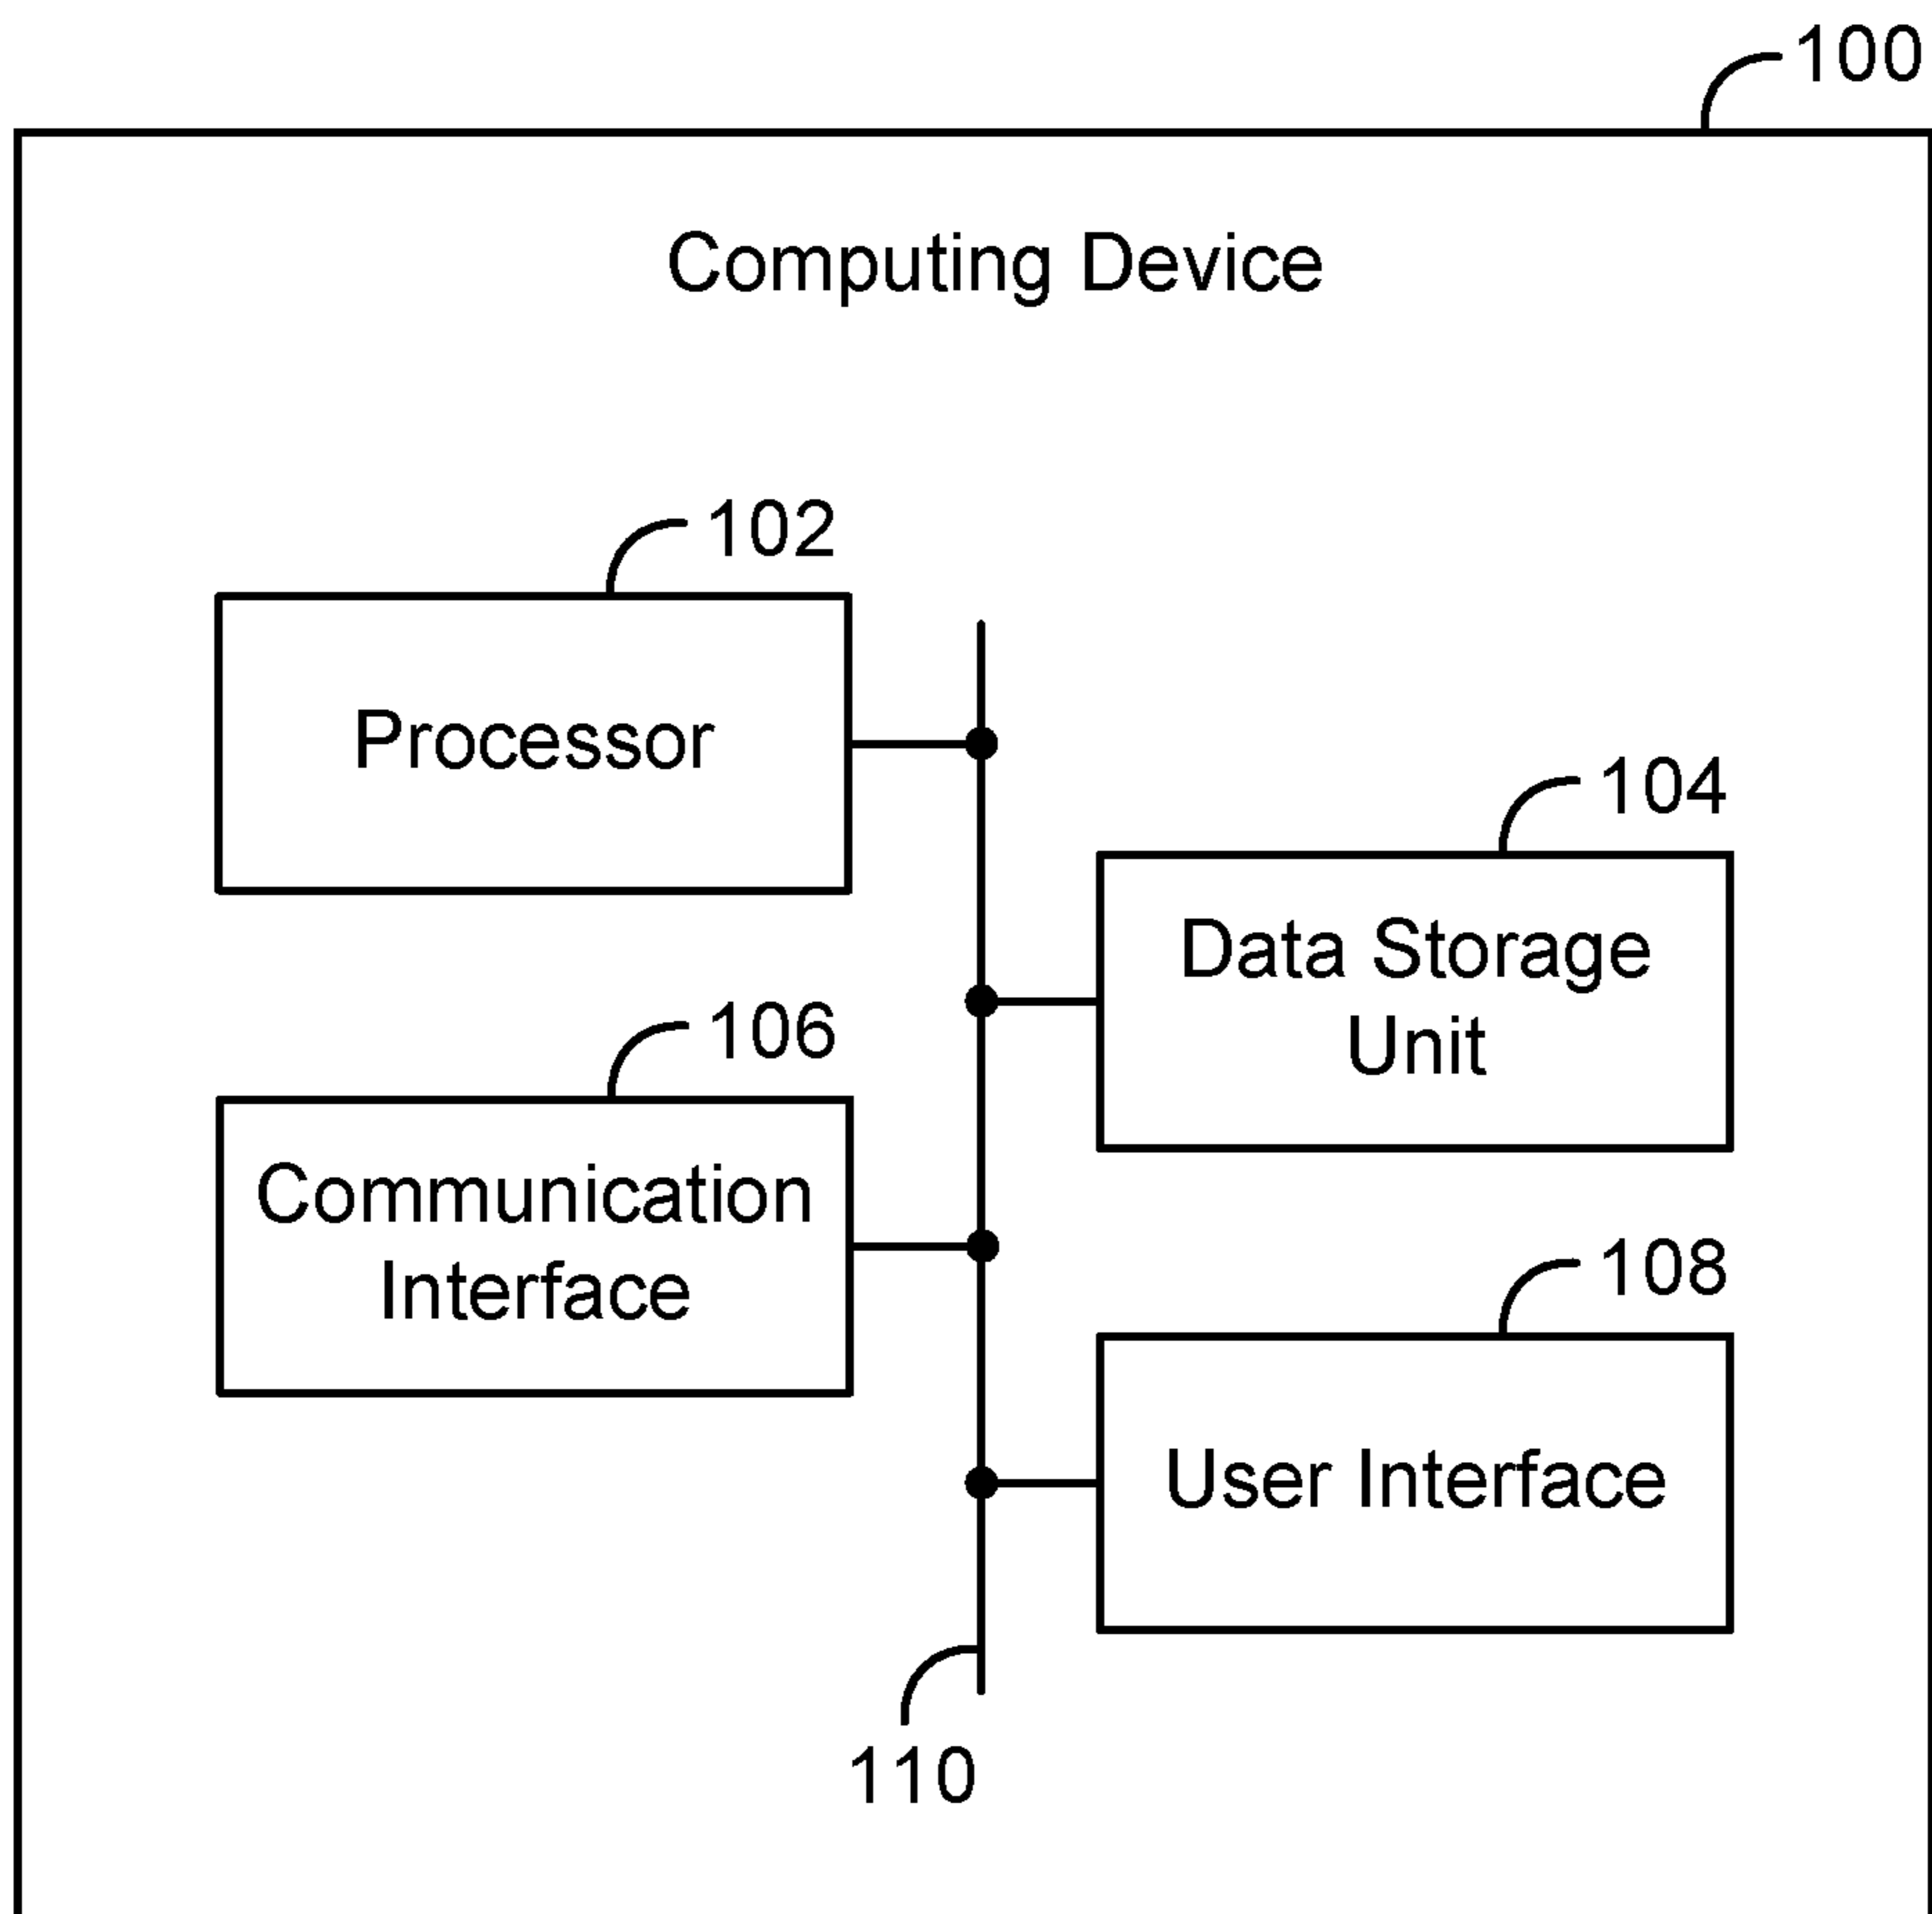 100
Computing Device
102
Processor
104
Data Storage
Unit
106
Communication
Interface
108
User Interface
110